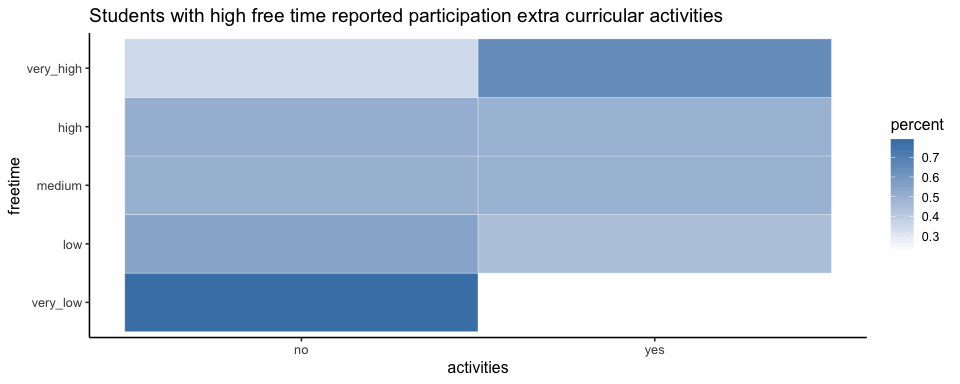 Students with high free time reported participation extra curricular activities
very_high
high
medium
low
very_low
freetime
no
yes
activities
percent
0.7
0.6
0.5
0.4
0.3